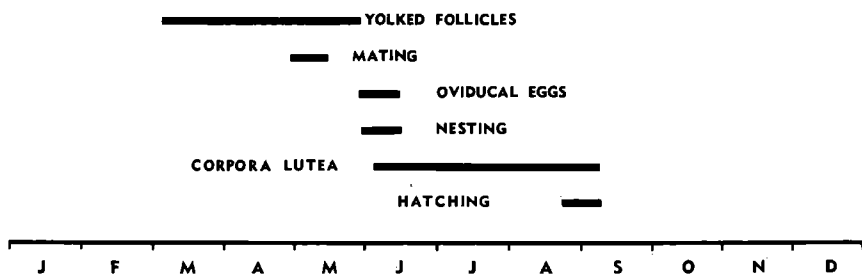 YOLKED FOLLICLES
MATING
OVIDUCAL EGGS
NESTING
CORPORA LUTEA
HATCHING
J F M A M J J A S O N D